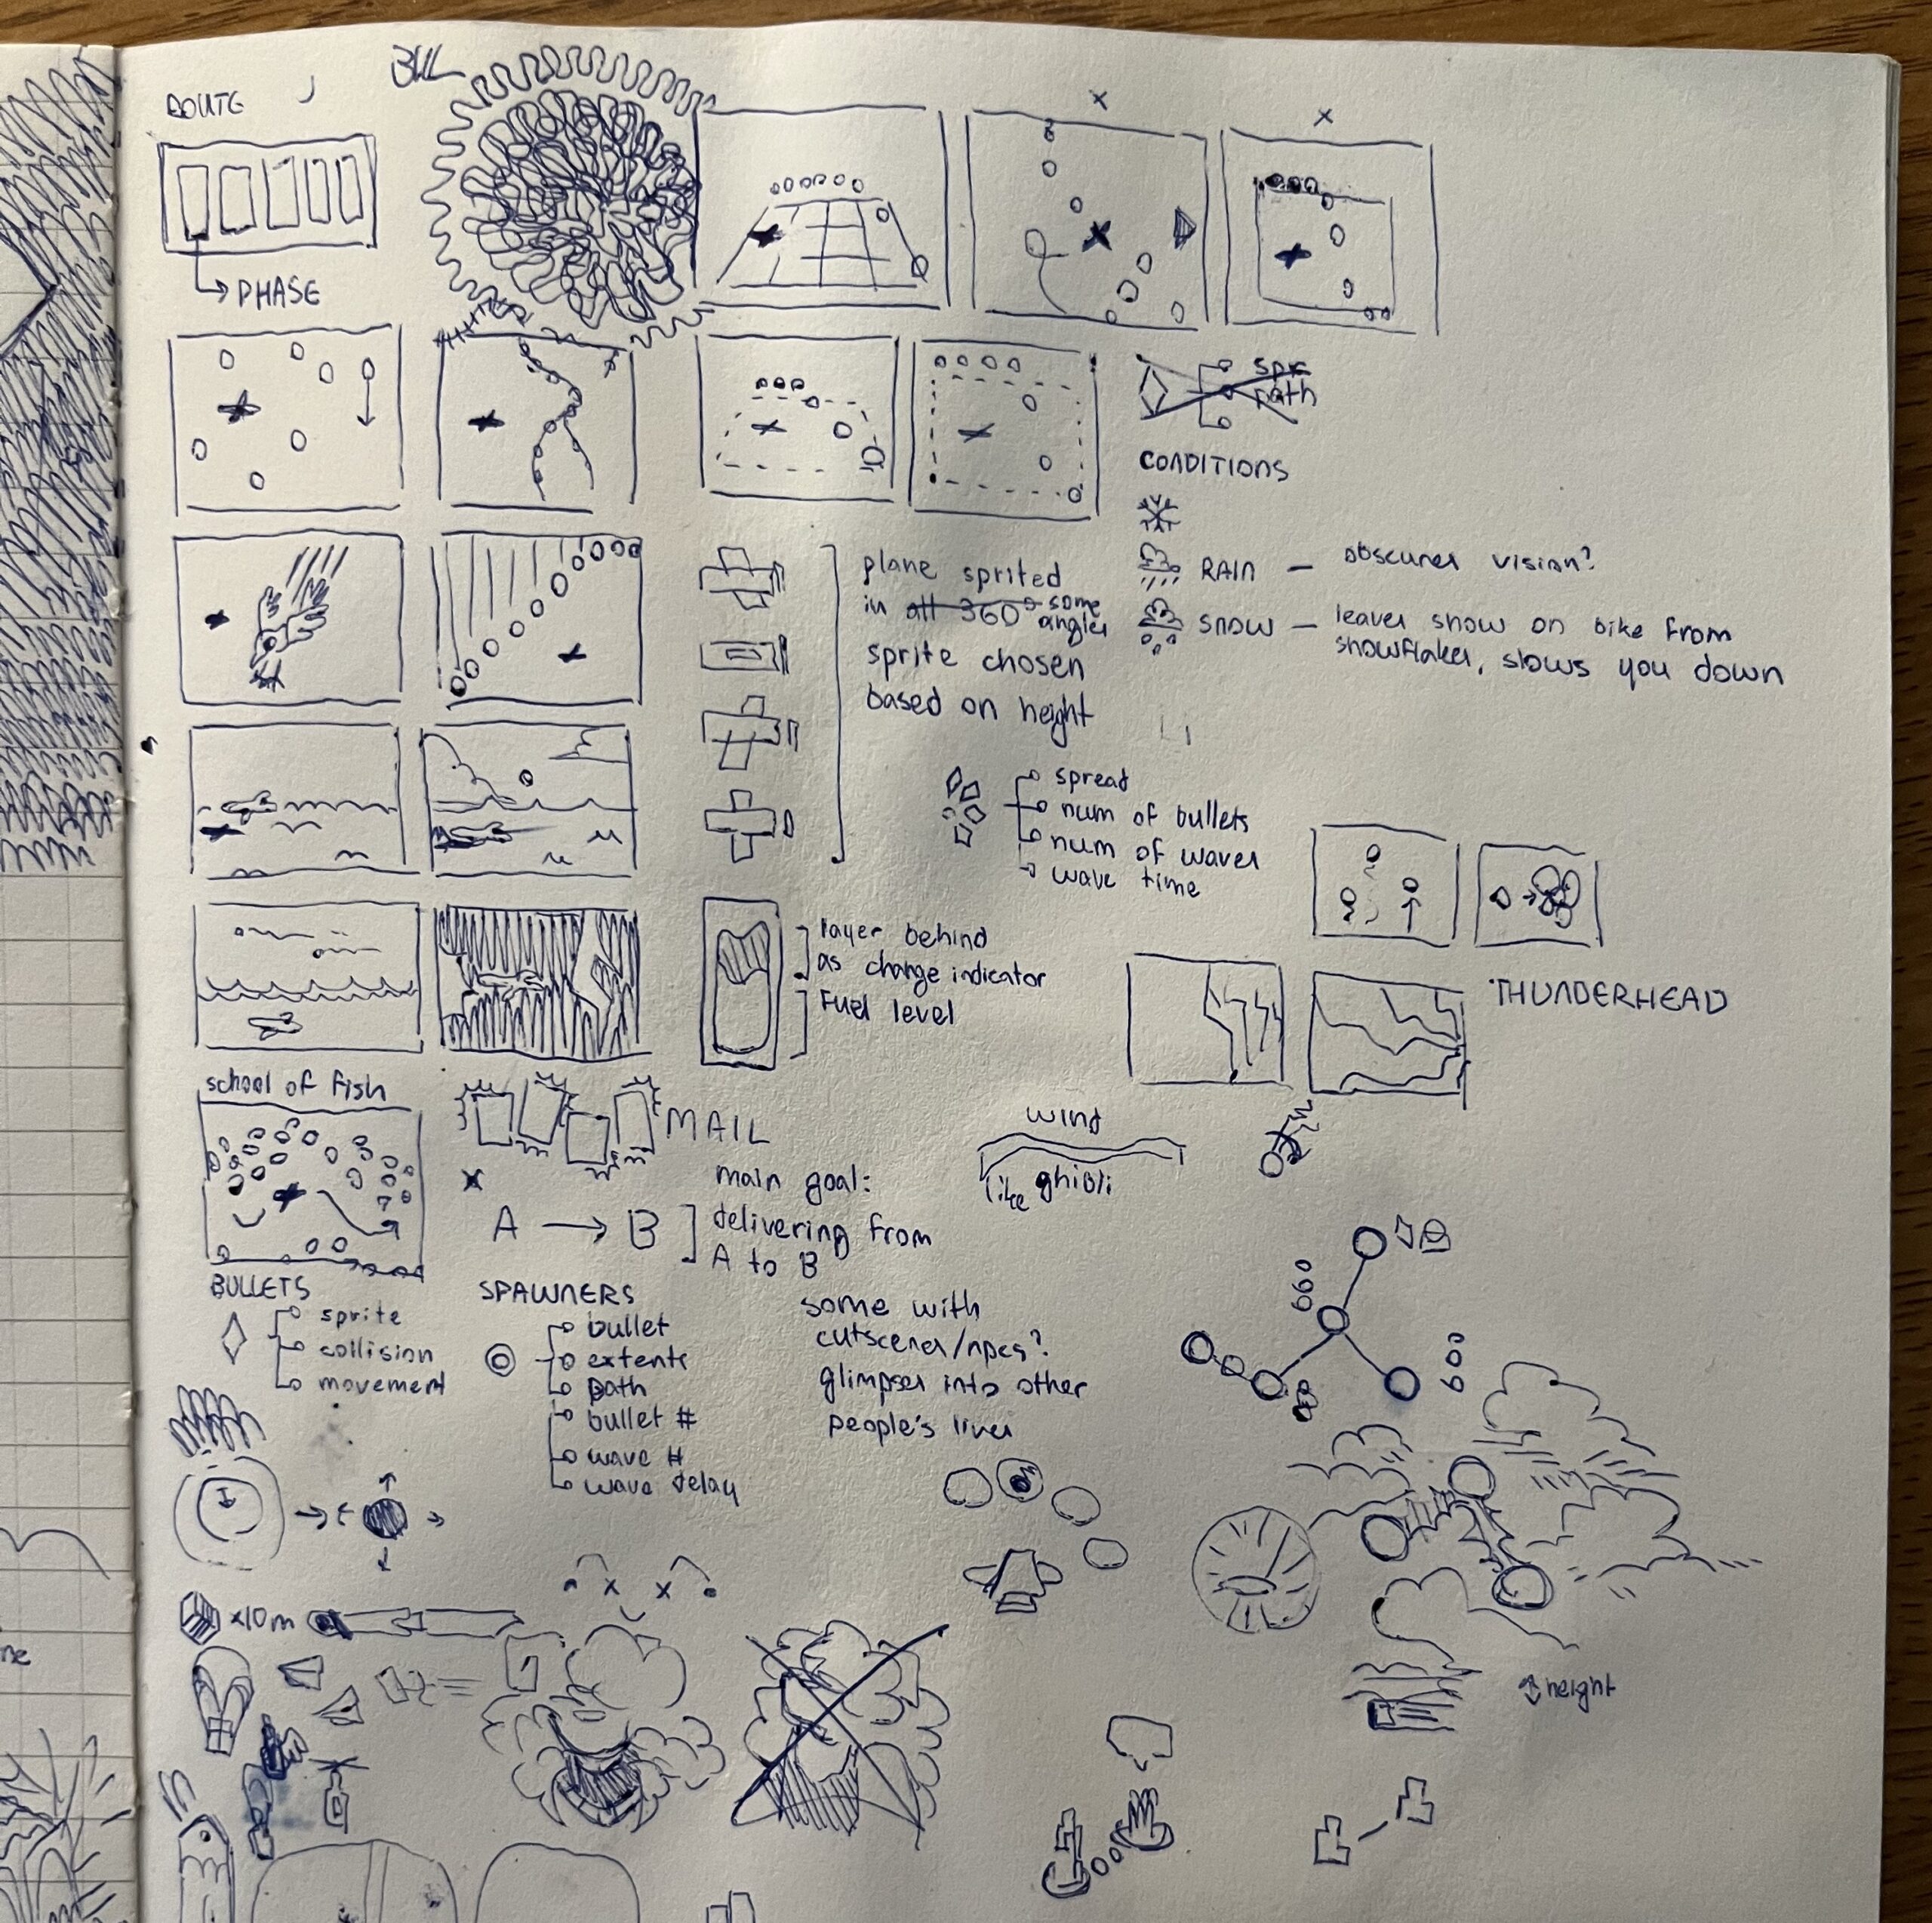 ROUTE
PHASE
spr
path
CONDITIONS
RAIN — obscures vision?
SNOW — leaves snow on bike from
snowflakes, slows you down
plane sprited
in all 360° some
angles
sprite chosen
based on height
spread
num of bullets
num of waves
wave time
layer behind
as change indicator
Fuel level
THUNDERHEAD
school of fish
MAIL
wind
like ghibli
A → B
main goal:
delivering from
A to B
BULLETS
sprite
collision
movement
SPAWNERS
bullet
extents
path
bullet #
wave #
wave delay
some with
cutscenes/npcs?
glimpses into other
people's lives
x10m
height